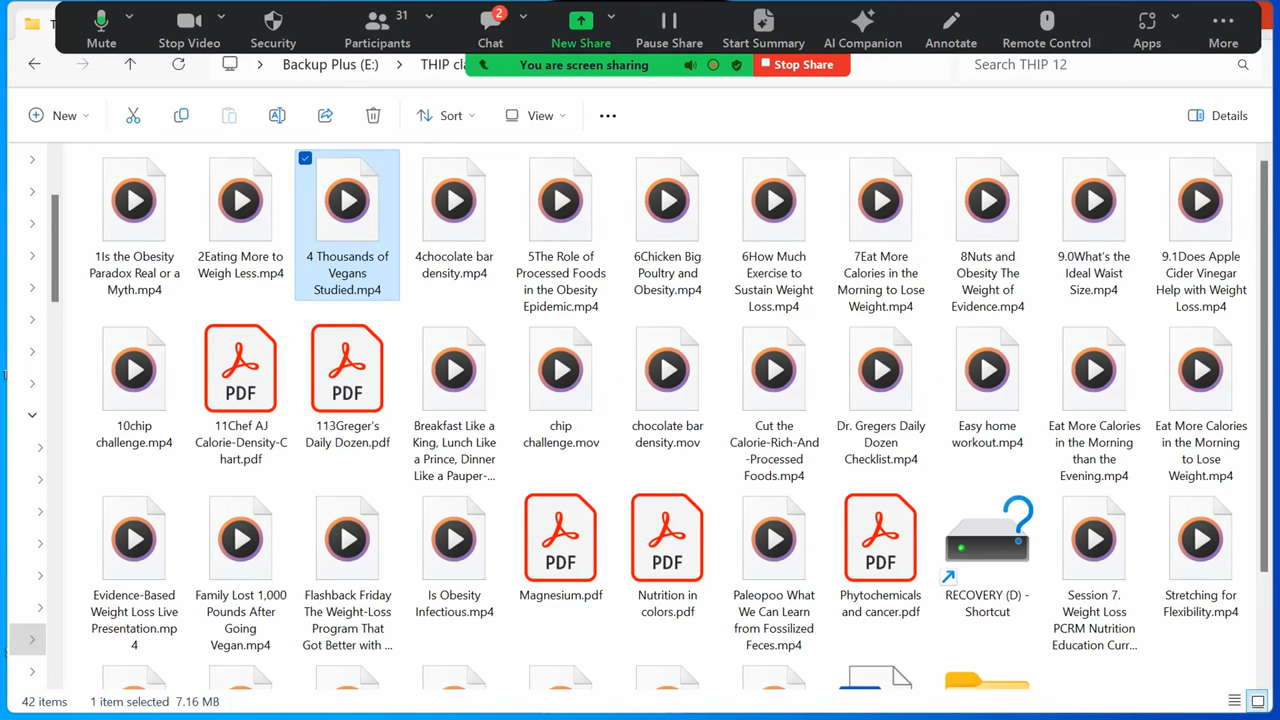 T
31
2
Mute
Stop Video
Security
Participants
Chat
New Share
Pause Share
Start Summary
AI Companion
Annotate
Remote Control
Apps
More
Backup Plus (E:)
THIP cla
You are screen sharing
Stop Share
Search THIP 12
New
Sort
View
Details
1Is the Obesity
Paradox Real or a
Myth.mp4
2Eating More to
Weigh Less.mp4
4 Thousands of
Vegans
Studied.mp4
4chocolate bar
density.mp4
5The Role of
Processed Foods
in the Obesity
Epidemic.mp4
6Chicken Big
Poultry and
Obesity.mp4
6How Much
Exercise to
Sustain Weight
Loss.mp4
7Eat More
Calories in the
Morning to Lose
Weight.mp4
8Nuts and
Obesity The
Weight of
Evidence.mp4
9.0What's the
Ideal Waist
Size.mp4
9.1Does Apple
Cider Vinegar
Help with Weight
Loss.mp4
10chip
challenge.mp4
PDF
11Chef AJ
Calorie-Density-C
hart.pdf
PDF
113Greger's
Daily Dozen.pdf
Breakfast Like a
King, Lunch Like
a Prince, Dinner
Like a Pauper-...
chip
challenge.mov
chocolate bar
density.mov
Cut the
Calorie-Rich-And
-Processed
Foods.mp4
Dr. Gregers Daily
Dozen
Checklist.mp4
Easy home
workout.mp4
Eat More Calories
in the Morning
than the
Evening.mp4
Eat More Calories
in the Morning
to Lose
Weight.mp4
Evidence-Based
Weight Loss Live
Presentation.mp
4
Family Lost 1,000
Pounds After
Going
Vegan.mp4
Flashback Friday
The Weight-Loss
Program That
Got Better with ...
Is Obesity
Infectious.mp4
PDF
Magnesium.pdf
PDF
Nutrition in
colors.pdf
Paleopoo What
We Can Learn
from Fossilized
Feces.mp4
PDF
Phytochemicals
and cancer.pdf
RECOVERY (D) -
Shortcut
Session 7.
Weight Loss
PCRM Nutrition
Education Curr...
Stretching for
Flexibility.mp4
42 items
1 item selected 7.16 MB